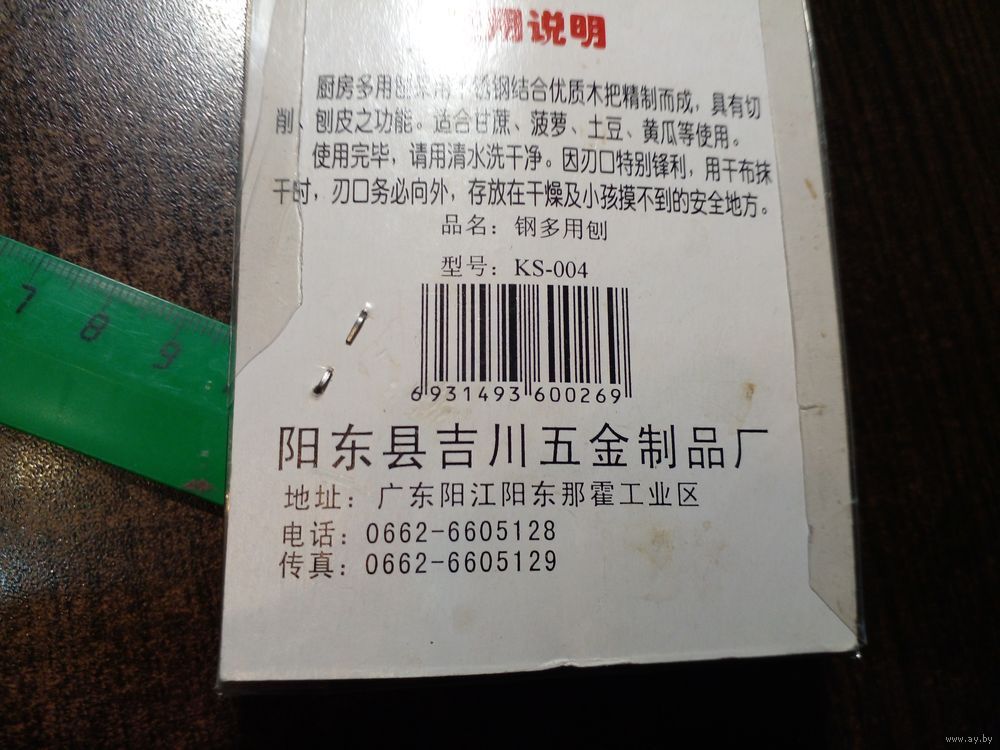 用说明
厨房多用刨采用不锈钢结合优质木把精制而成，具有切
削、刨皮之功能。适合甘蔗、菠萝、土豆、黄瓜等使用。
使用完毕，请用清水洗干净。因刃口特别锋利，用干布抹
干时，刃口务必向外，存放在干燥及小孩摸不到的安全地方。
品名：钢多用刨
型号：KS-004
6931493600269
阳东县吉川五金制品厂
地址：广东阳江阳东那霍工业区
电话：0662-6605128
传真：0662-6605129
7 8 9
www.ay.by